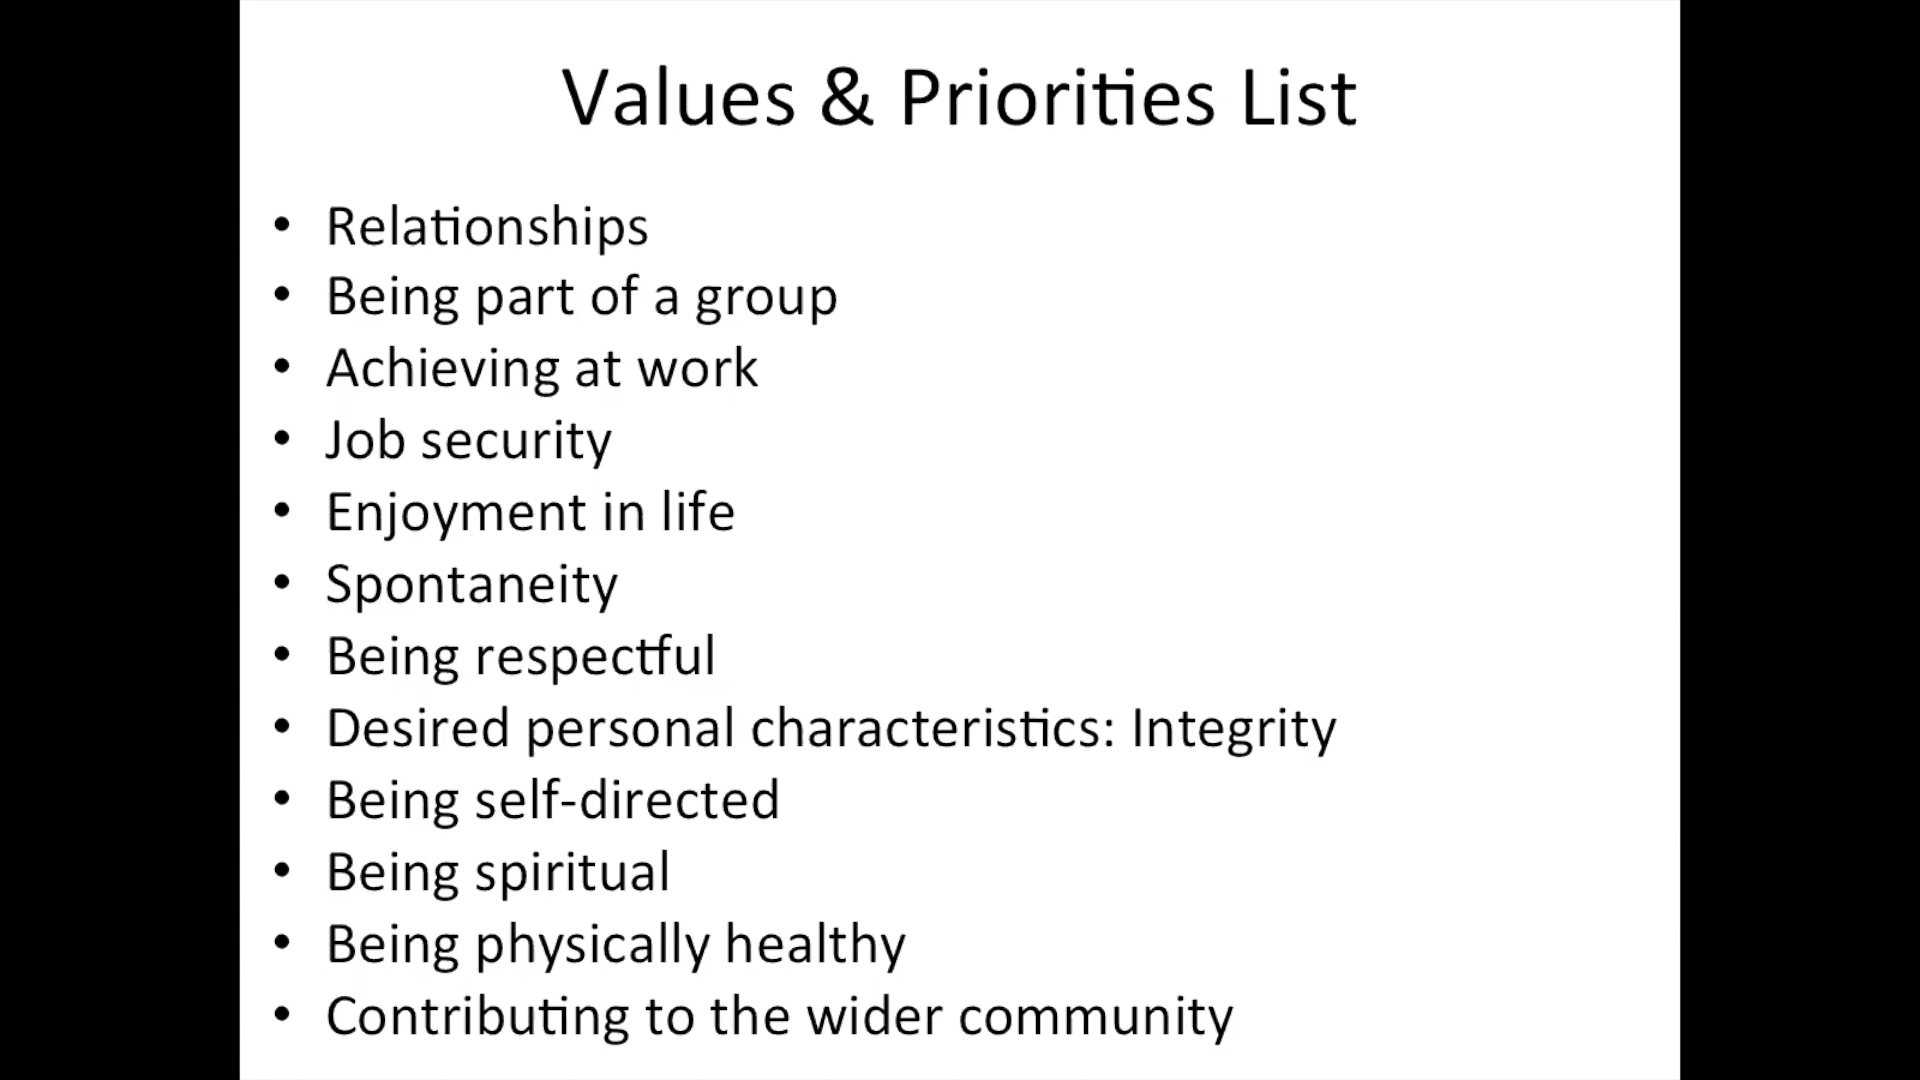 Values & Priorities List
• Relationships
• Being part of a group
• Achieving at work
• Job security
• Enjoyment in life
• Spontaneity
• Being respectful
• Desired personal characteristics: Integrity
• Being self-directed
• Being spiritual
• Being physically healthy
• Contributing to the wider community